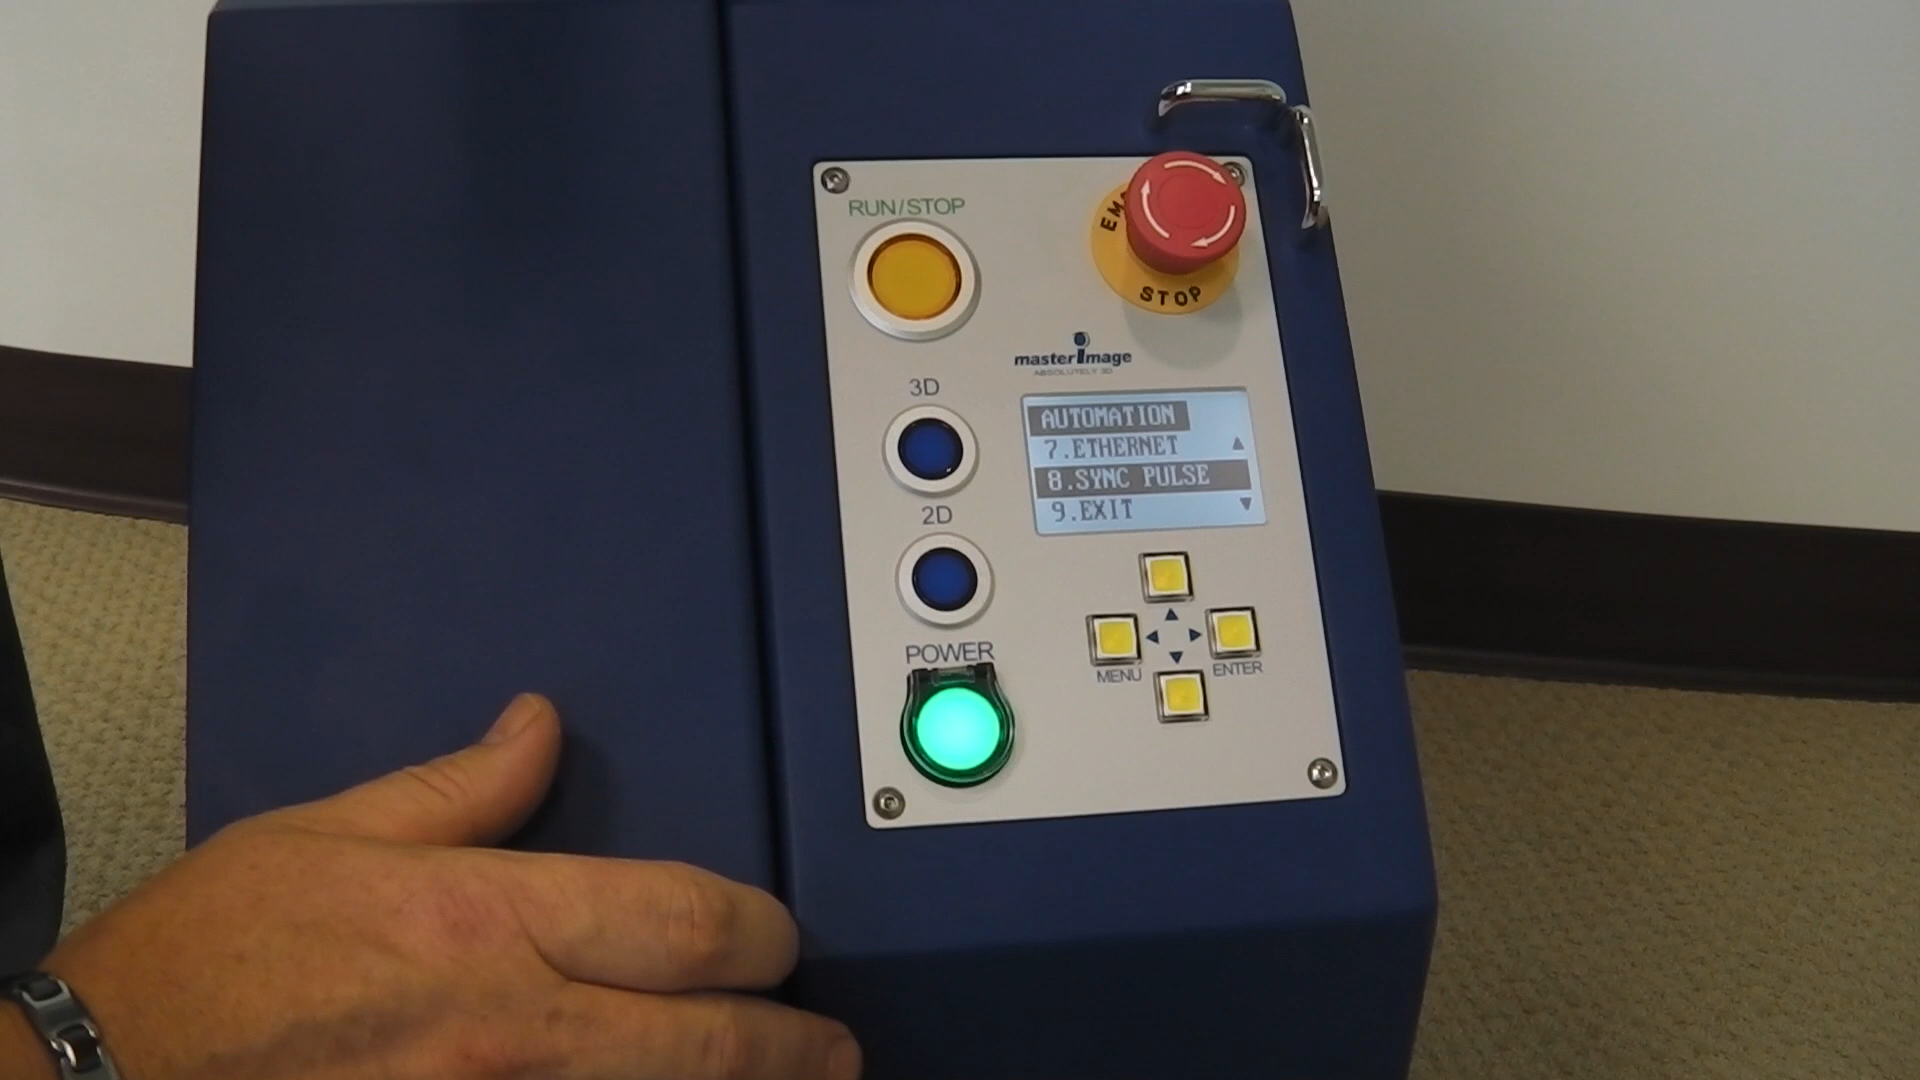 RUN/STOP
STOP
masterimage
ABSOLUTELY 3D
3D
AUTOMATION
7.ETHERNET
8.SYNC PULSE
9.EXIT
2D
POWER
MENU
ENTER